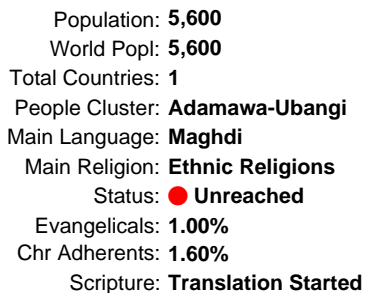 Population: 5,600
World Popl: 5,600
Total Countries: 1
People Cluster: Adamawa-Ubangi
Main Language: Maghdi
Main Religion: Ethnic Religions
Status: Unreached
Evangelicals: 1.00%
Chr Adherents: 1.60%
Scripture: Translation Started